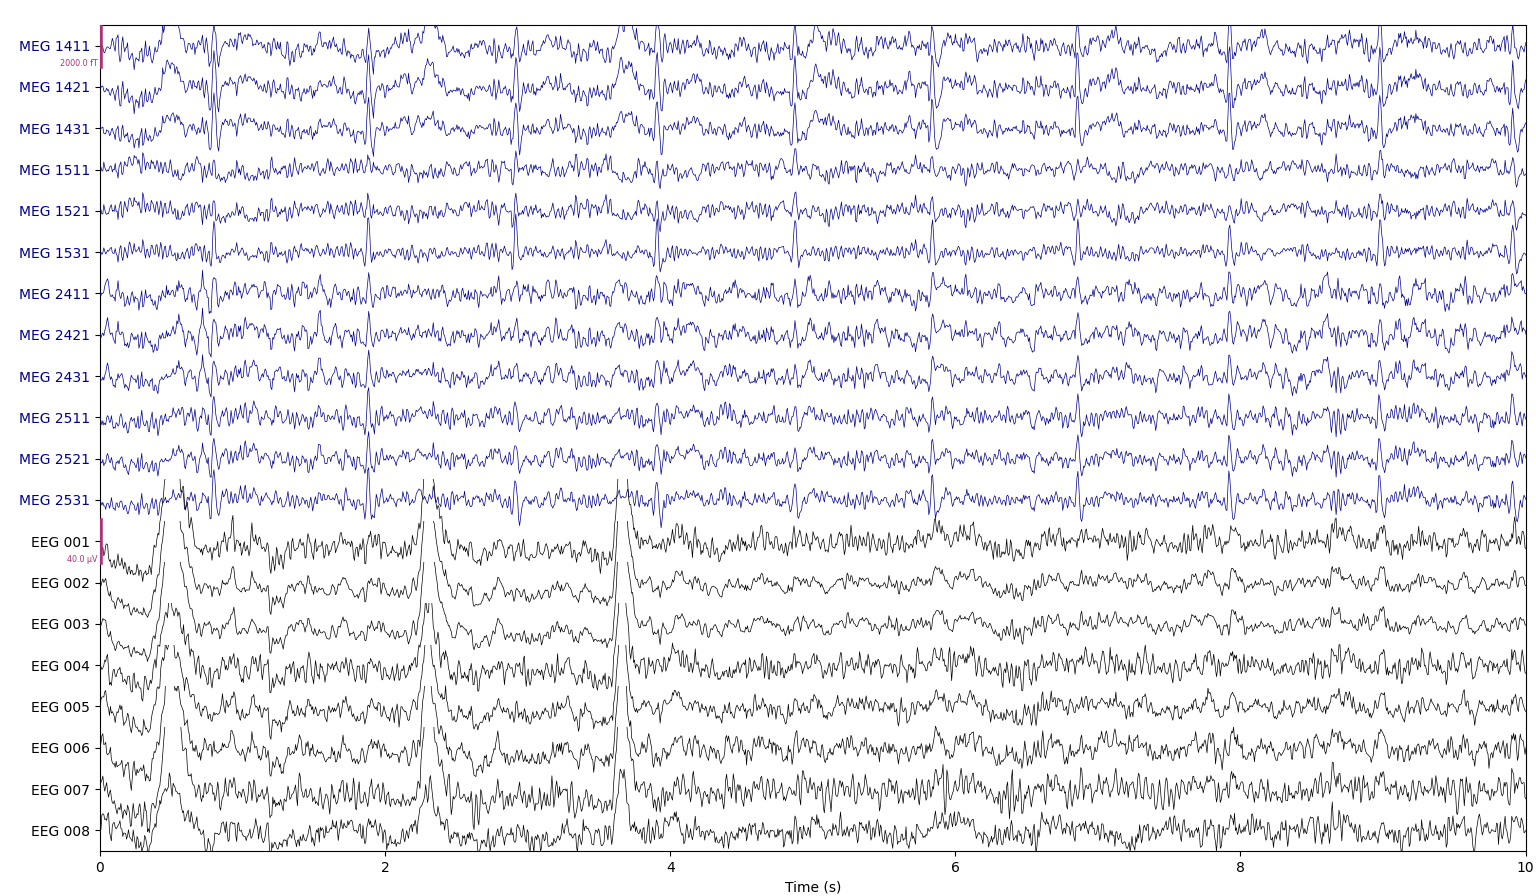 MEG 1411
2000.0 fT
MEG 1421
MEG 1431
MEG 1511
MEG 1521
MEG 1531
MEG 2411
MEG 2421
MEG 2431
MEG 2511
MEG 2521
MEG 2531
EEG 001
40.0 µV
EEG 002
EEG 003
EEG 004
EEG 005
EEG 006
EEG 007
EEG 008
0 2 4 6 8 10
Time (s)